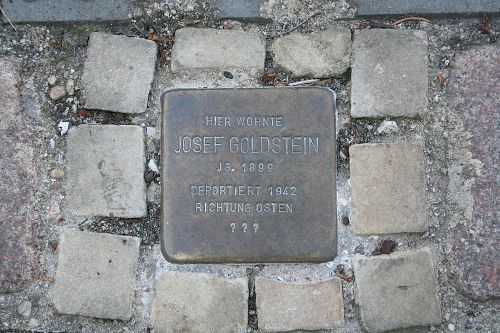 HIER WOHNTE
JOSEF GOLDSTEIN
JG. 1899
DEPORTIERT 1942
RICHTUNG OSTEN
? ? ?